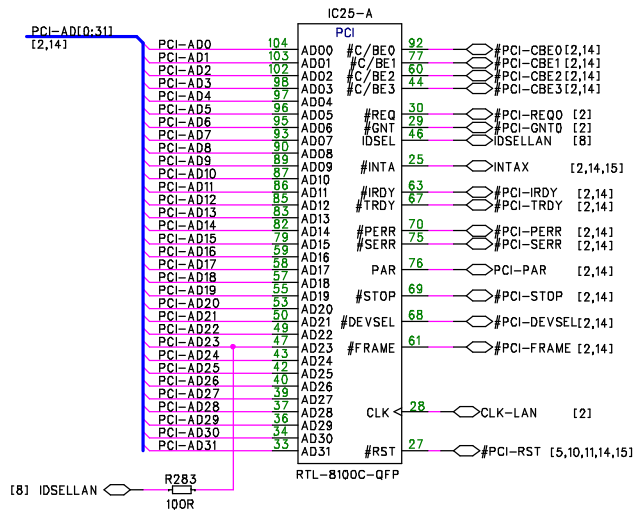 IC25-A
PCI-AD[0:31]
[2,14]
PCI
PCI-AD0 104 AD00 #C/BE0 92 #PCI-CBE0 [2,14]
PCI-AD1 103 AD01 #C/BE1 77 #PCI-CBE1 [2,14]
PCI-AD2 102 AD02 #C/BE2 60 #PCI-CBE2 [2,14]
PCI-AD3 98 AD03 #C/BE3 44 #PCI-CBE3 [2,14]
PCI-AD4 97 AD04
PCI-AD5 96 AD05 #REQ 30 #PCI-REQ0 [2]
PCI-AD6 95 AD06 #GNT 29 #PCI-GNT0 [2]
PCI-AD7 93 AD07 IDSEL 46 IDSELLAN [8]
PCI-AD8 90 AD08
PCI-AD9 89 AD09 #INTA 25 INTAX [2,14,15]
PCI-AD10 87 AD10
PCI-AD11 86 AD11 #IRDY 63 #PCI-IRDY [2,14]
PCI-AD12 85 AD12 #TRDY 67 #PCI-TRDY [2,14]
PCI-AD13 83 AD13
PCI-AD14 82 AD14 #PERR 70 #PCI-PERR [2,14]
PCI-AD15 79 AD15 #SERR 75 #PCI-SERR [2,14]
PCI-AD16 59 AD16
PCI-AD17 58 AD17 PAR 76 PCI-PAR [2,14]
PCI-AD18 57 AD18
PCI-AD19 55 AD19 #STOP 69 #PCI-STOP [2,14]
PCI-AD20 53 AD20
PCI-AD21 50 AD21 #DEVSEL 68 #PCI-DEVSEL [2,14]
PCI-AD22 49 AD22
PCI-AD23 47 AD23 #FRAME 61 #PCI-FRAME [2,14]
PCI-AD24 43 AD24
PCI-AD25 42 AD25
PCI-AD26 40 AD26
PCI-AD27 39 AD27
PCI-AD28 37 AD28 CLK 28 CLK-LAN [2]
PCI-AD29 36 AD29
PCI-AD30 34 AD30
PCI-AD31 33 AD31 #RST 27 #PCI-RST [5,10,11,14,15]
RTL-8100C-QFP
R283
[8] IDSELLAN
100R